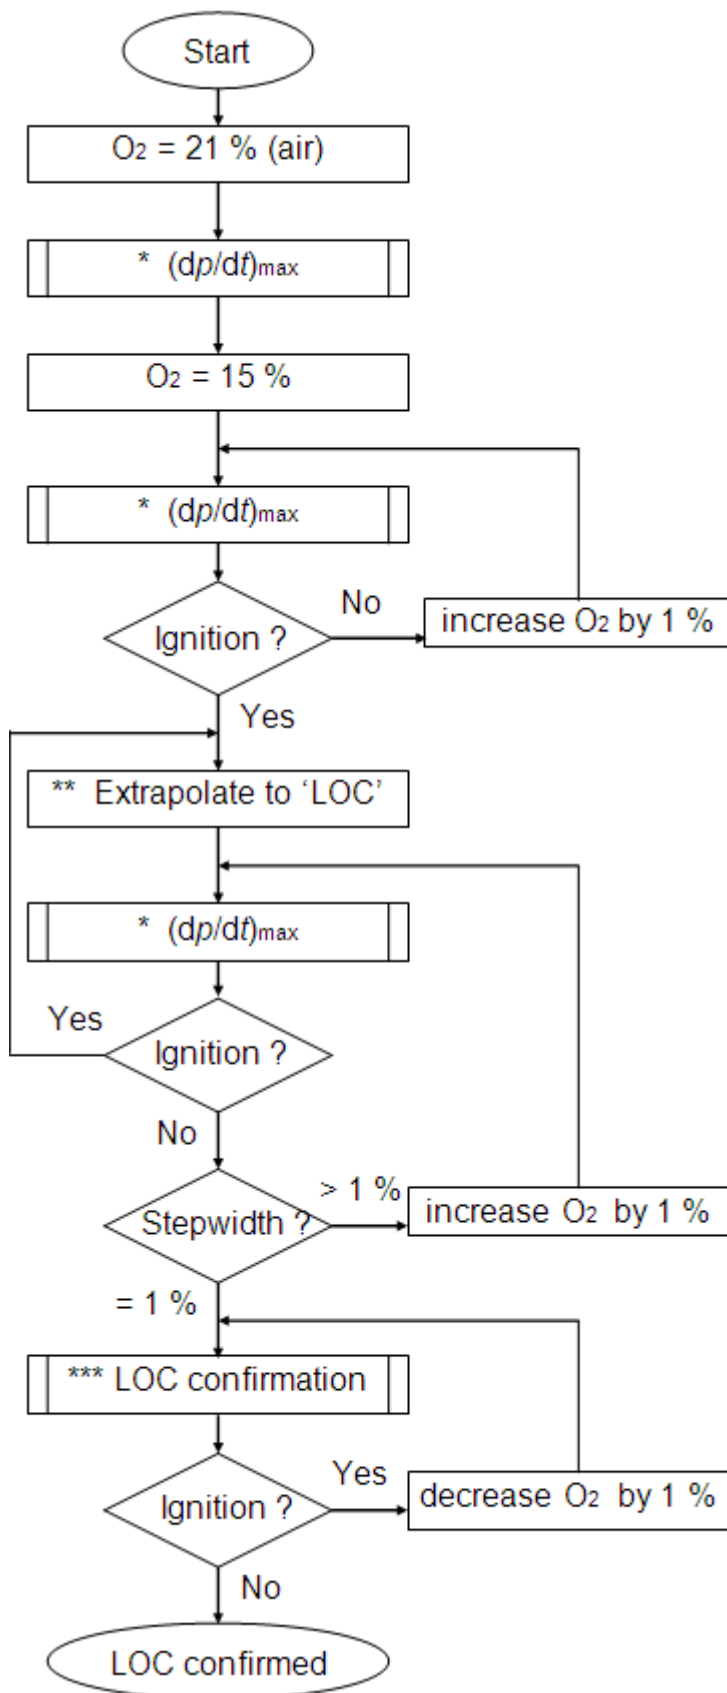 Start
O₂ = 21 % (air)
* (dp/dt)max
O₂ = 15 %
* (dp/dt)max
No
increase O₂ by 1 %
Ignition ?
Yes
** Extrapolate to ‘LOC’
* (dp/dt)max
Yes
Ignition ?
No
> 1 %
increase O₂ by 1 %
Stepwidth ?
= 1 %
*** LOC confirmation
Yes
decrease O₂ by 1 %
Ignition ?
No
LOC confirmed